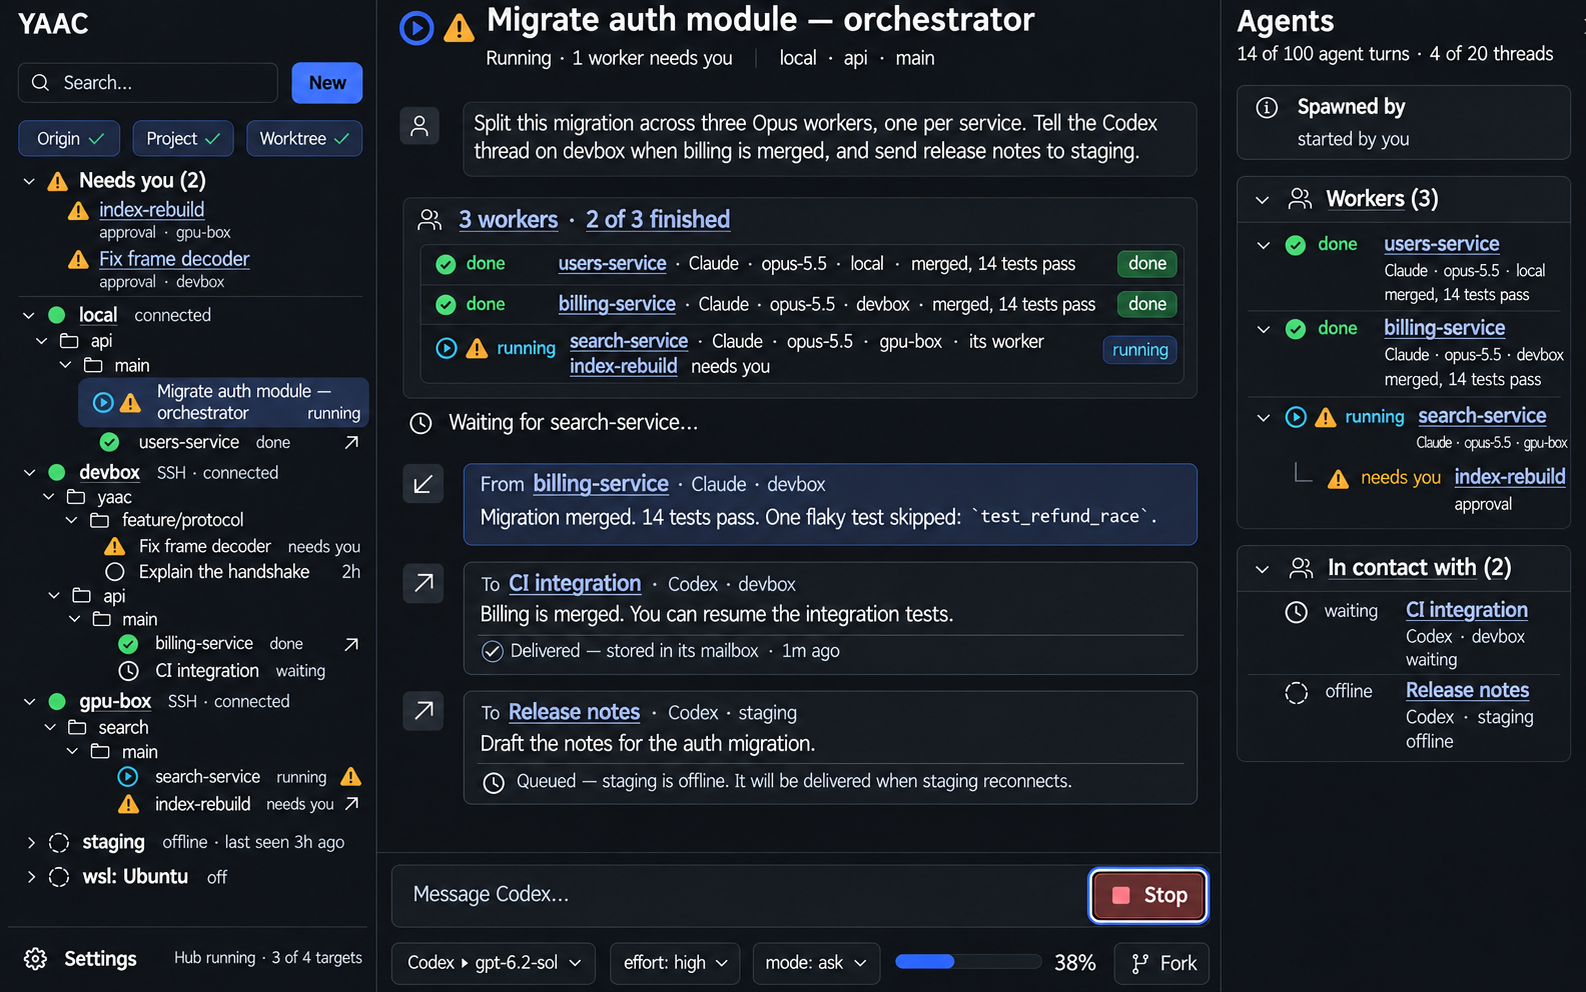 YAAC
Search...
New
Origin
Project
Worktree
Needs you (2)
index-rebuild
approval · gpu-box
Fix frame decoder
approval · devbox
local connected
api
main
Migrate auth module —
orchestrator running
users-service done
devbox SSH · connected
yaac
feature/protocol
Fix frame decoder needs you
Explain the handshake 2h
api
main
billing-service done
CI integration waiting
gpu-box SSH · connected
search
main
search-service running
index-rebuild needs you
staging offline · last seen 3h ago
wsl: Ubuntu off
Settings Hub running · 3 of 4 targets
Migrate auth module — orchestrator
Running · 1 worker needs you local · api · main
Split this migration across three Opus workers, one per service. Tell the Codex
thread on devbox when billing is merged, and send release notes to staging.
3 workers · 2 of 3 finished
done users-service · Claude · opus-5.5 · local · merged, 14 tests pass done
done billing-service · Claude · opus-5.5 · devbox · merged, 14 tests pass done
running search-service · Claude · opus-5.5 · gpu-box · its worker running
index-rebuild needs you
Waiting for search-service...
From billing-service · Claude · devbox
Migration merged. 14 tests pass. One flaky test skipped: `test_refund_race`.
To CI integration · Codex · devbox
Billing is merged. You can resume the integration tests.
Delivered — stored in its mailbox · 1m ago
To Release notes · Codex · staging
Draft the notes for the auth migration.
Queued — staging is offline. It will be delivered when staging reconnects.
Message Codex...
Stop
Codex ▸ gpt-6.2-sol
effort: high
mode: ask
38%
Fork
Agents
14 of 100 agent turns · 4 of 20 threads
Spawned by
started by you
Workers (3)
done users-service
Claude · opus-5.5 · local
merged, 14 tests pass
done billing-service
Claude · opus-5.5 · devbox
merged, 14 tests pass
running search-service
Claude · opus-5.5 · gpu-box
needs you index-rebuild
approval
In contact with (2)
waiting CI integration
Codex · devbox
waiting
offline Release notes
Codex · staging
offline